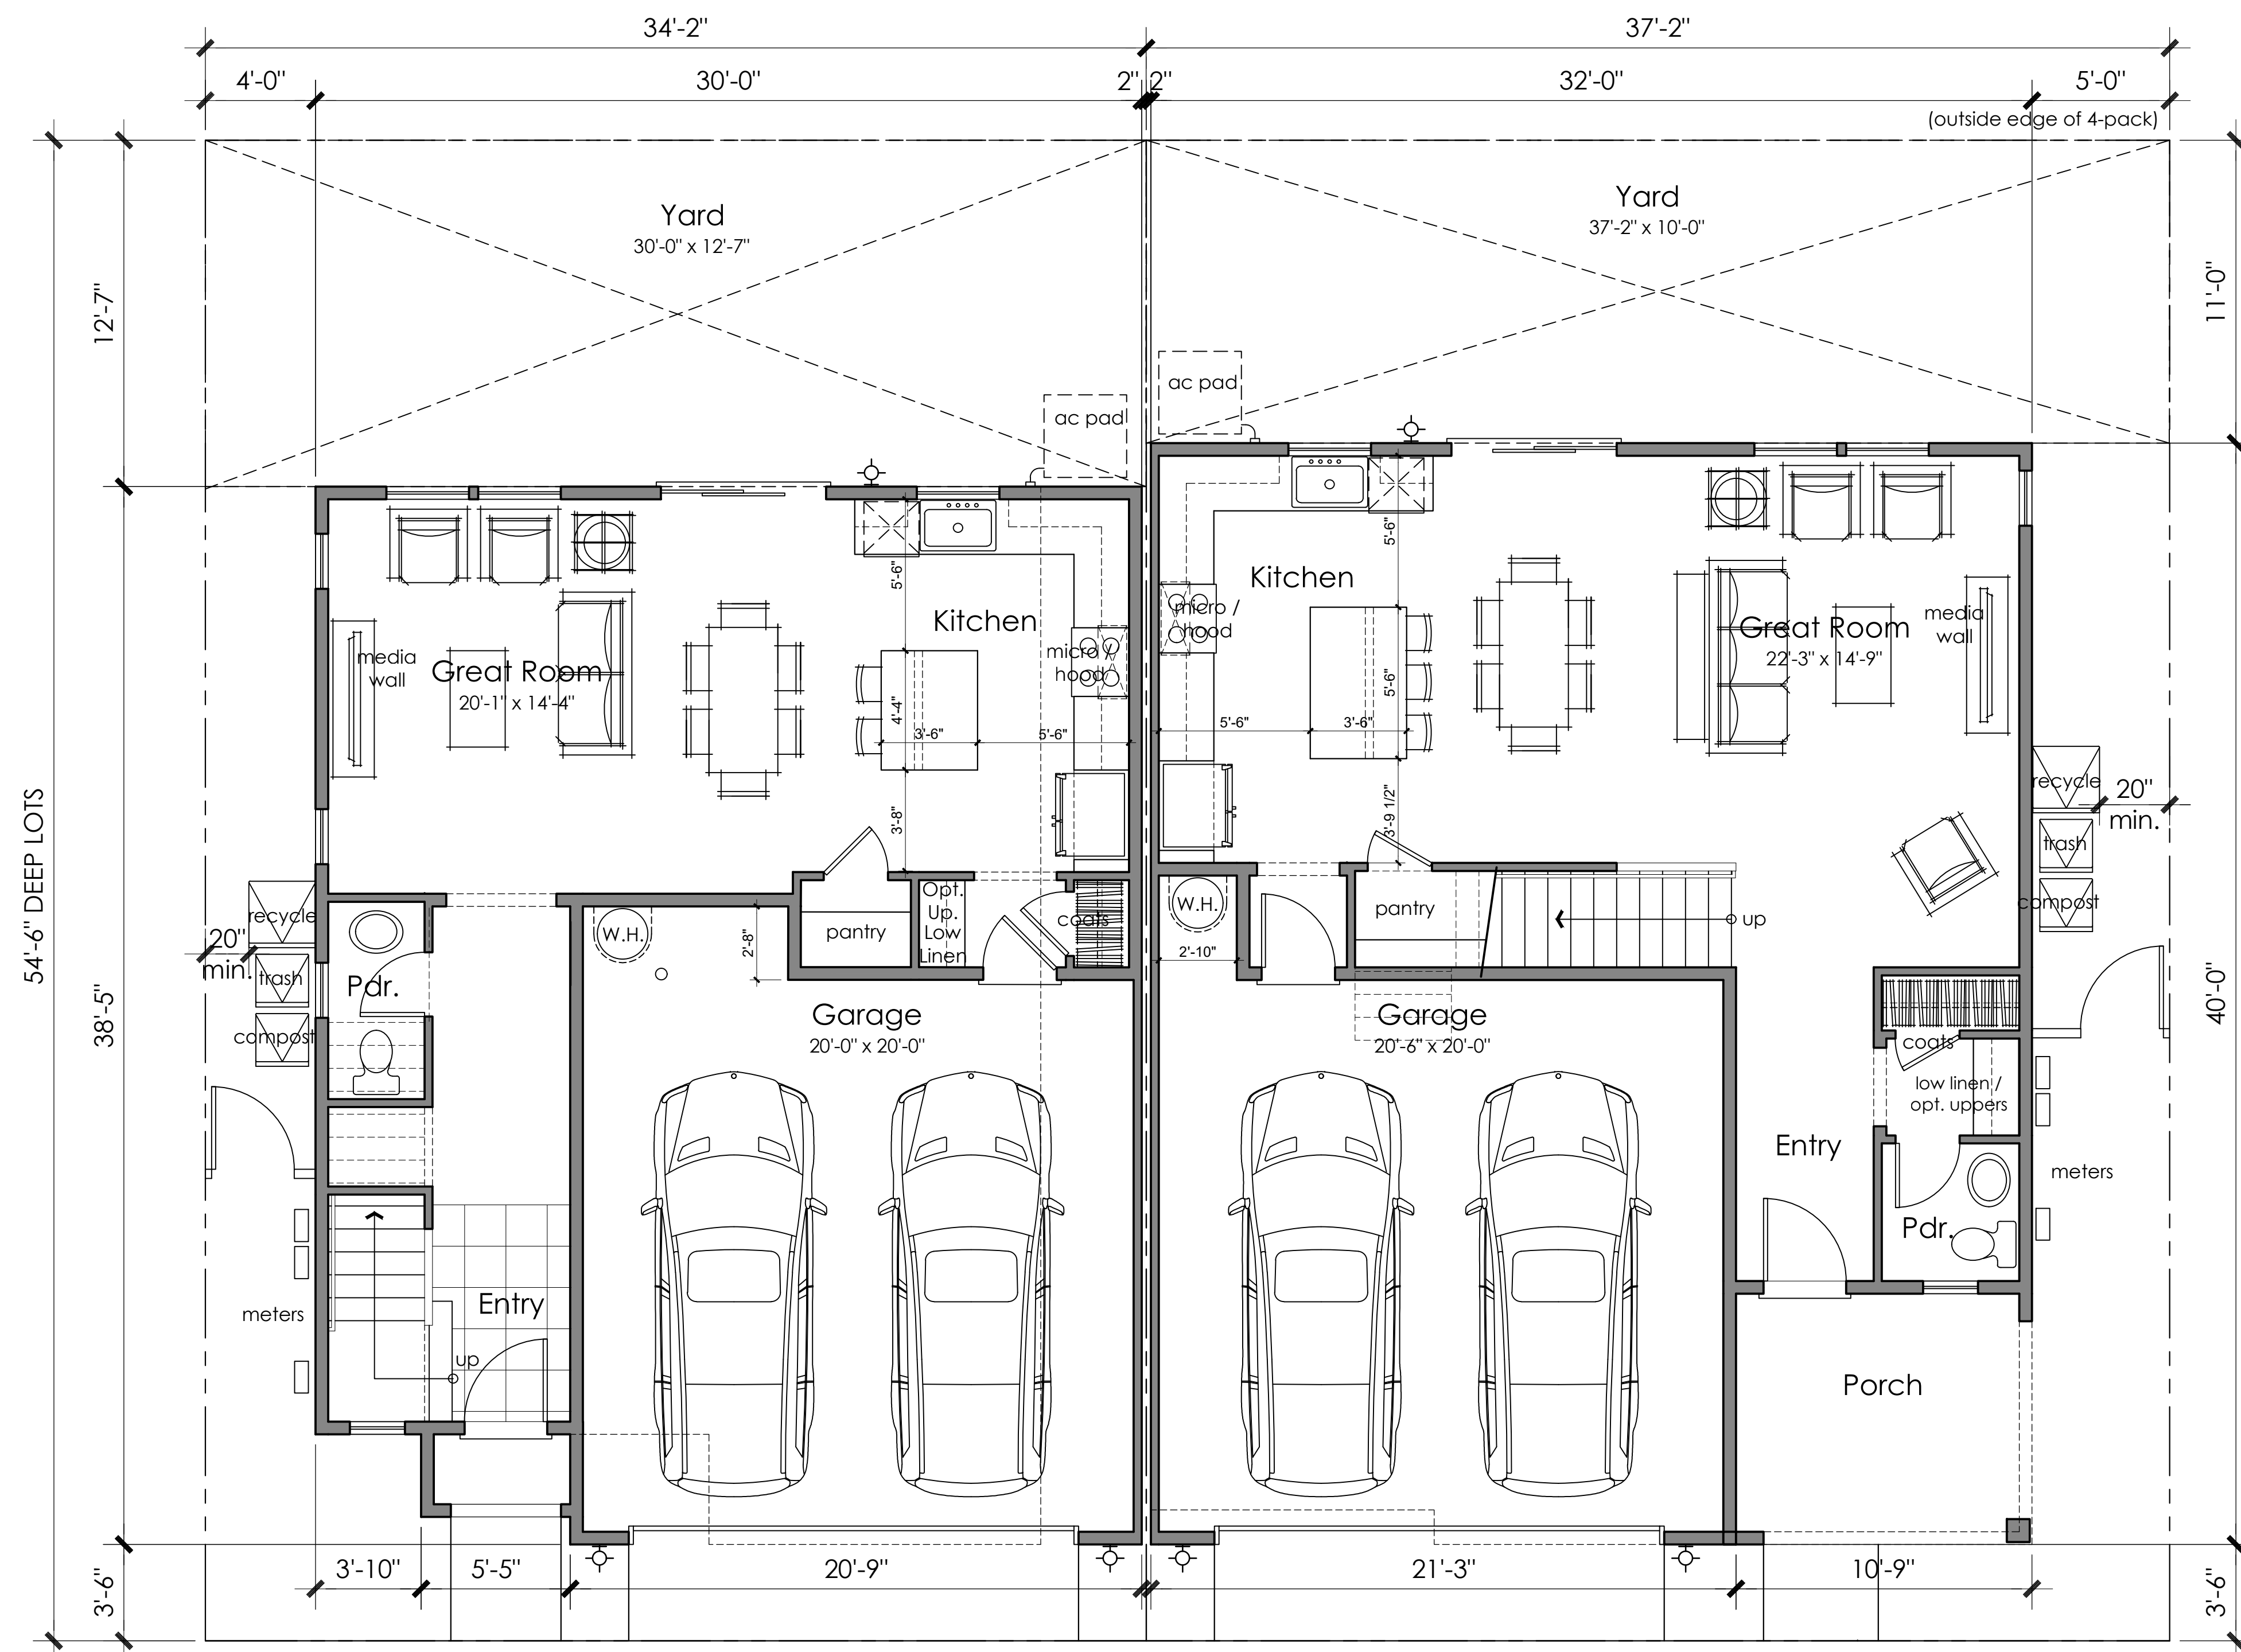 34'-2"
37'-2"
4'-0"
30'-0"
2"
2"
32'-0"
5'-0"
(outside edge of 4-pack)
Yard
30'-0" x 12'-7"
Yard
37'-2" x 10'-0"
12'-7"
11'-0"
ac pad
ac pad
54'-6" DEEP LOTS
38'-5"
40'-0"
5'-6"
Kitchen
micro /
hood
media
wall
Great Room
20'-1" x 14'-4"
4'-4"
3'-6"
5'-6"
3'-8"
5'-6"
Kitchen
micro /
hood
5'-6"
5'-6"
3'-6"
3'-9 1/2"
Great Room
22'-3" x 14'-9"
media
wall
recycle
20"
min.
trash
compost
recycle
20"
min.
trash
compost
Pdr.
W.H.
2'-8"
pantry
Opt.
Up.
Low
Linen
coats
W.H.
2'-10"
pantry
up
Garage
20'-0" x 20'-0"
Garage
20'-6" x 20'-0"
coats
low linen /
opt. uppers
Entry
meters
Pdr.
meters
Entry
up
Porch
3'-6"
3'-10"
5'-5"
20'-9"
21'-3"
10'-9"
3'-6"